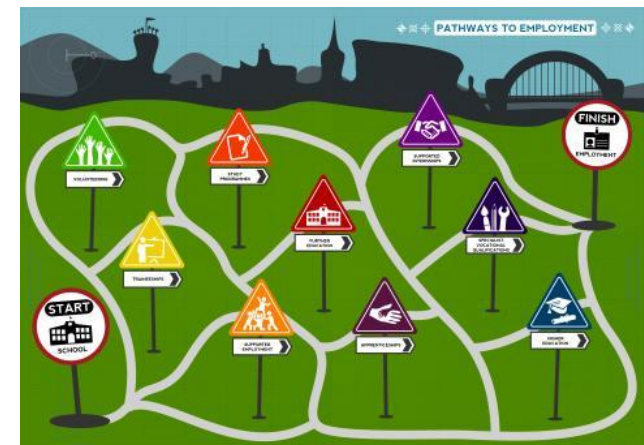 PATHWAYS TO EMPLOYMENT
FINISH
EMPLOYMENT
SUPPORTED
INTERNSHIPS
VOLUNTEERING
STUDY
PROGRAMMES
FURTHER
EDUCATION
SPECIALIST
VOCATIONAL
QUALIFICATIONS
TRAINEESHIPS
START
SCHOOL
SUPPORTED
EMPLOYMENT
APPRENTICESHIPS
HIGHER
EDUCATION